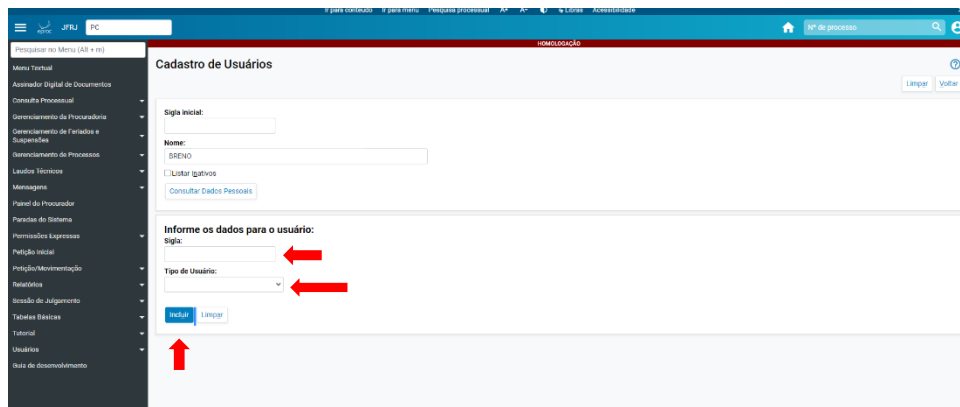 Ir para conteúdo Ir para menu Pesquisa processual A+ A- Libras Acessibilidade
JFRJ PC Nº de processo
HOMOLOGAÇÃO
Pesquisar no Menu (Alt + m)
Menu Textual
Assinador Digital de Documentos
Consulta Processual
Gerenciamento da Procuradoria
Gerenciamento de Feriados e
Suspensões
Gerenciamento de Processos
Laudos Técnicos
Mensagens
Painel do Procurador
Paradas do Sistema
Permissões Expressas
Petição Inicial
Petição/Movimentação
Relatórios
Sessão de Julgamento
Tabelas Básicas
Tutorial
Usuários
Guia de desenvolvimento
Cadastro de Usuários
Limpar Voltar
Sigla inicial:
Nome:
BRENO
Listar inativos
Consultar Dados Pessoais
Informe os dados para o usuário:
Sigla:
Tipo de Usuário:
Incluir Limpar